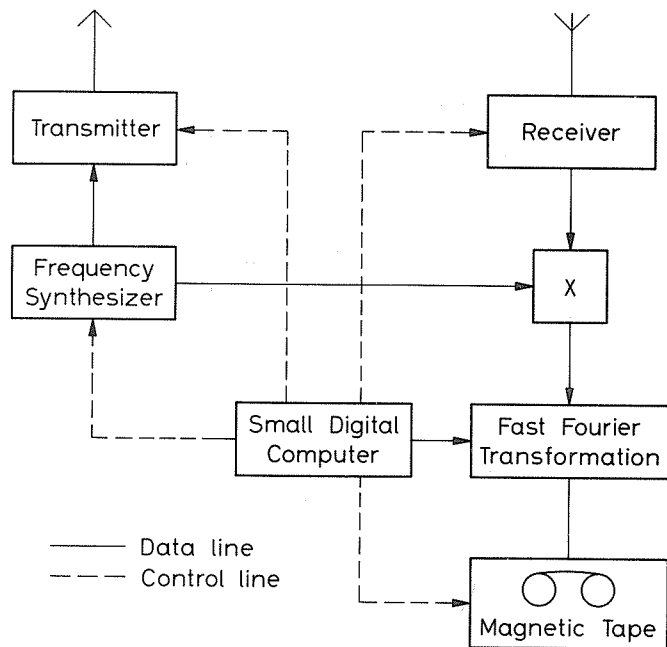 Transmitter
Receiver
Frequency
Synthesizer
X
Small Digital
Computer
Fast Fourier
Transformation
Data line
Control line
Magnetic Tape